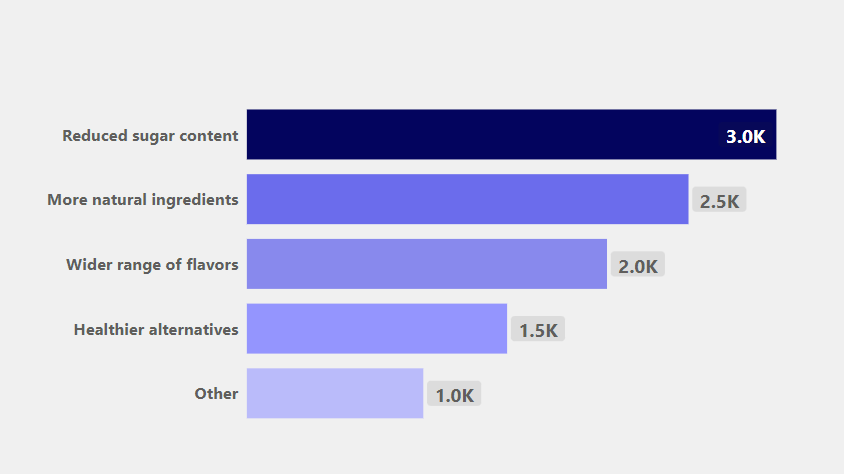 Reduced sugar content 3.0K
More natural ingredients 2.5K
Wider range of flavors 2.0K
Healthier alternatives 1.5K
Other 1.0K